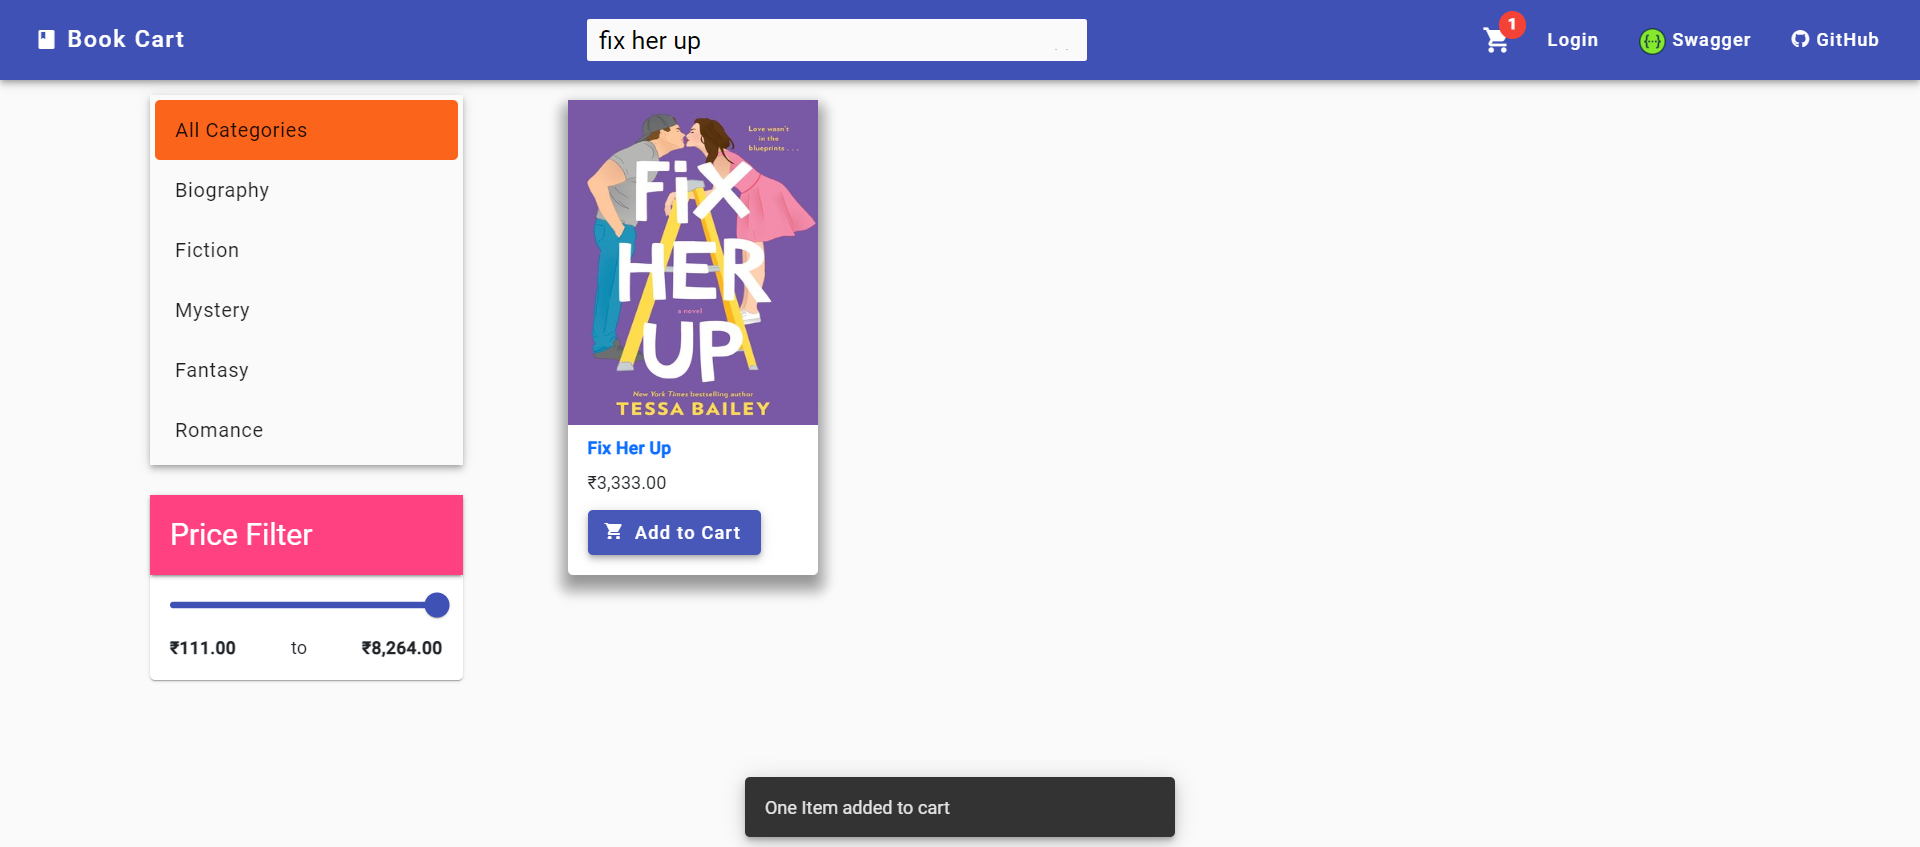 Book Cart
fix her up
1
Login
Swagger
GitHub
All Categories
Biography
Fiction
Mystery
Fantasy
Romance
Price Filter
₹111.00 to ₹8,264.00
Love wasn't
in the
blueprints . . .
FiX
HER
a novel
UP
New York Times bestselling author
TESSA BAILEY
Fix Her Up
₹3,333.00
Add to Cart
One Item added to cart